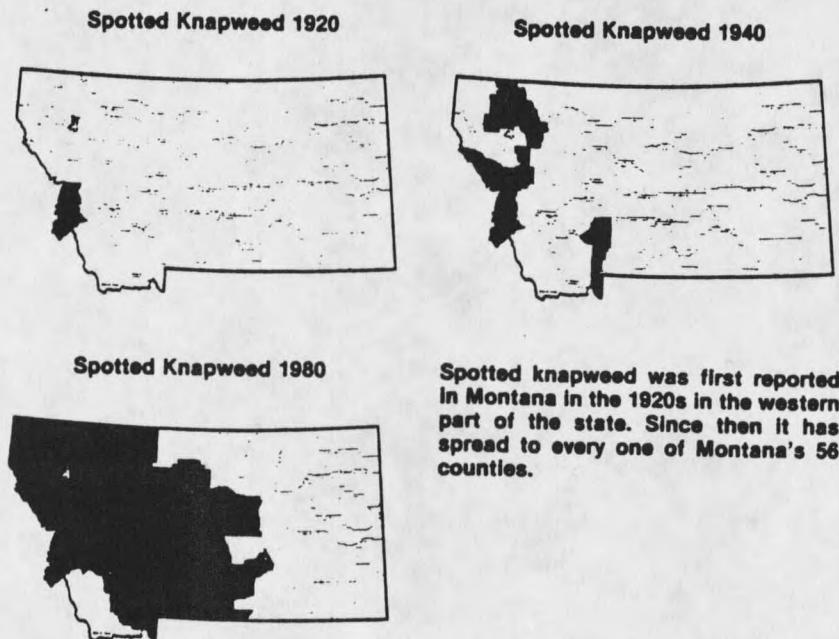 Spotted Knapweed 1920
Spotted Knapweed 1940
Spotted Knapweed 1980
Spotted knapweed was first reported
in Montana in the 1920s in the western
part of the state. Since then it has
spread to every one of Montana's 56
counties.